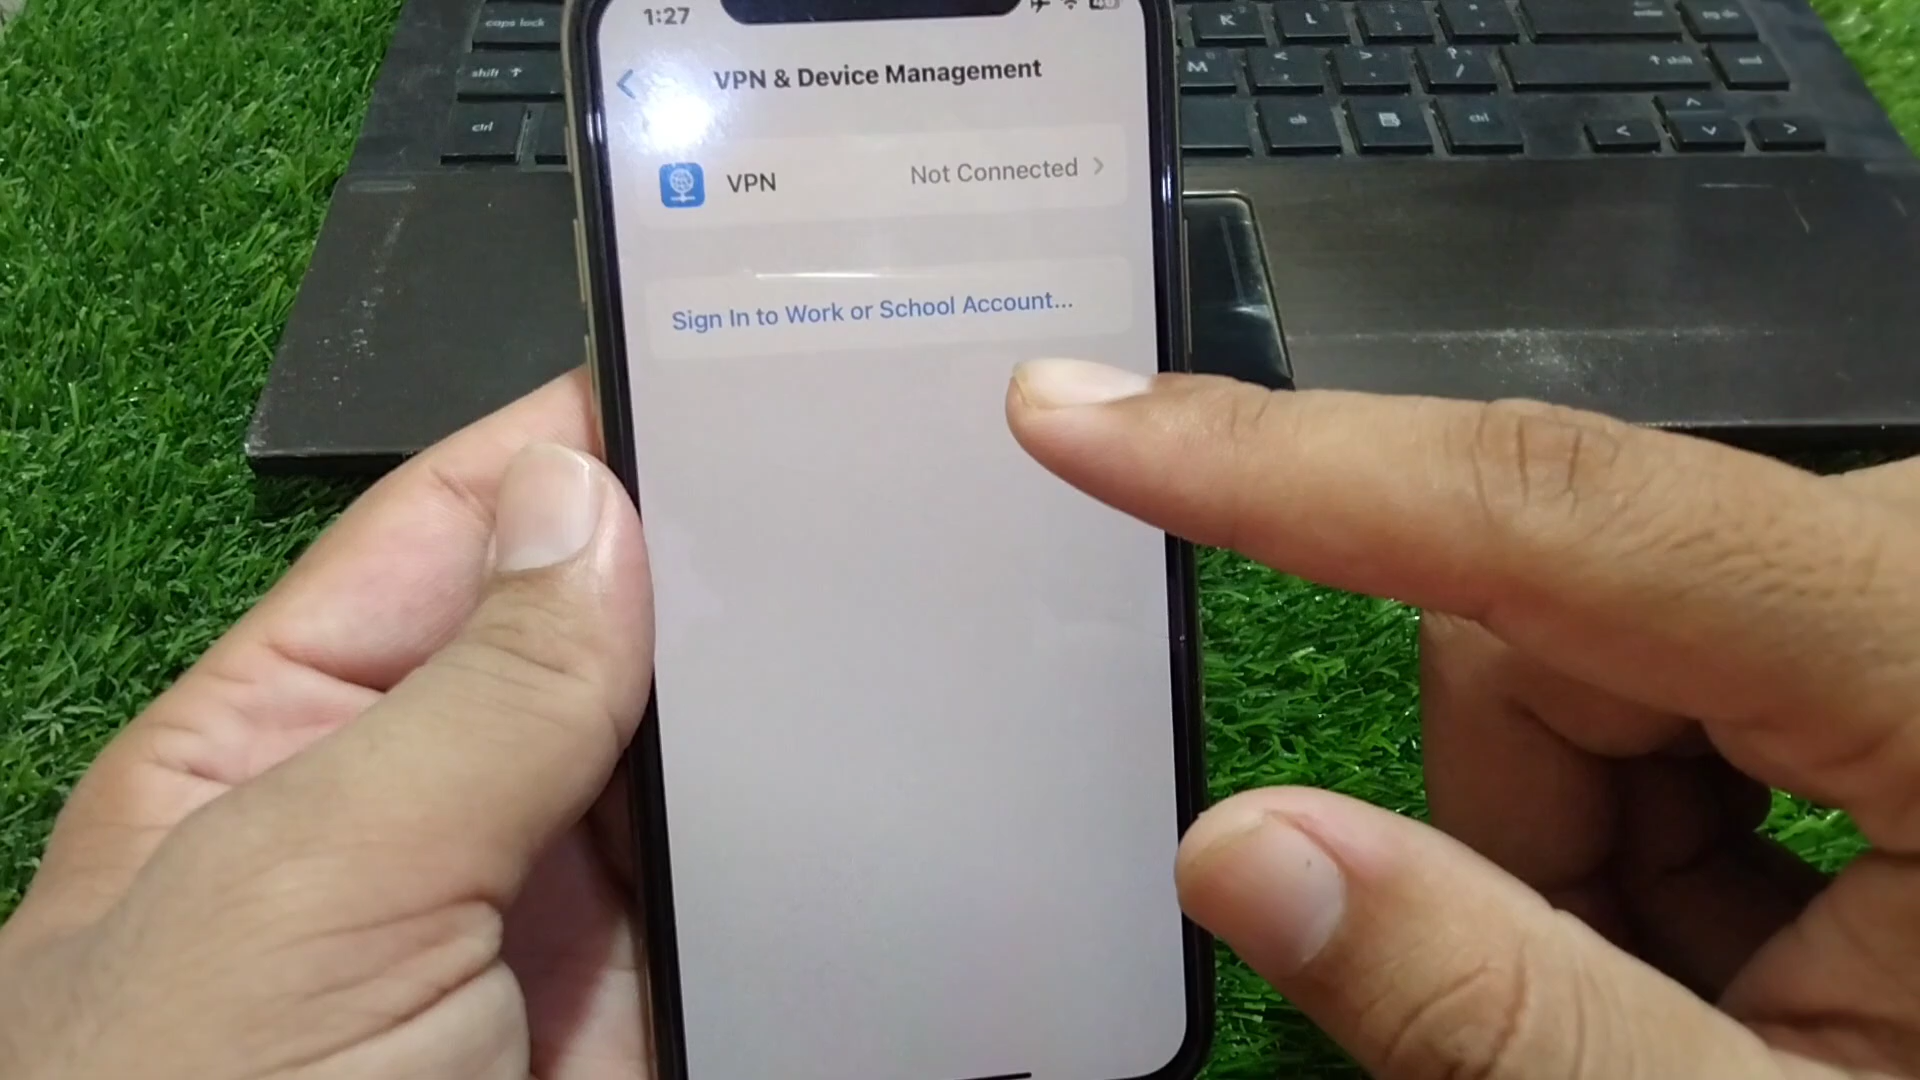 1:27
VPN & Device Management
VPN Not Connected
Sign In to Work or School Account...
caps lock
shift
ctrl
K L
M < > ? /
shift
alt ctrl